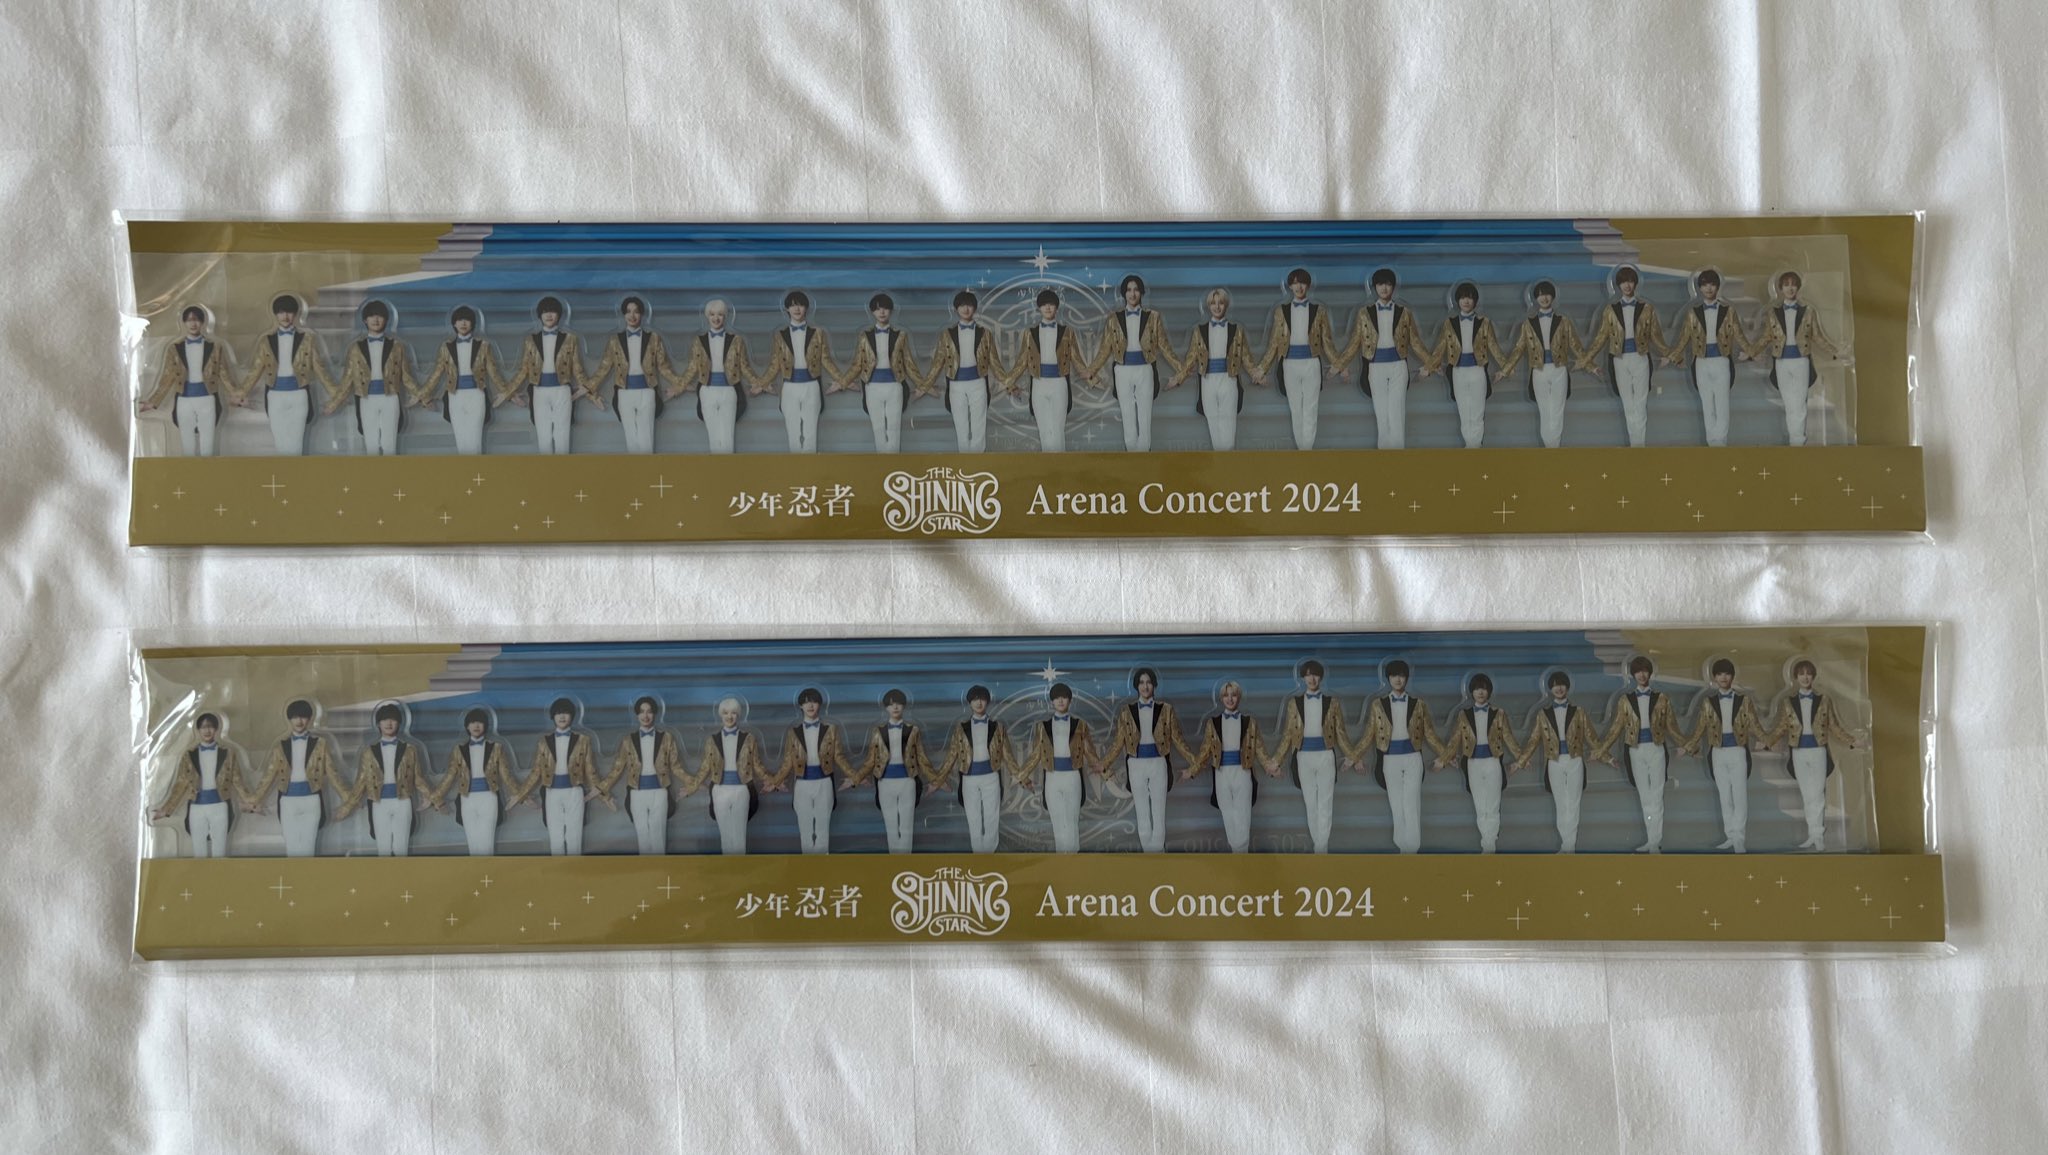 少年忍者 THE SHINING STAR Arena Concert 2024
少年忍者 THE SHINING STAR Arena Concert 2024